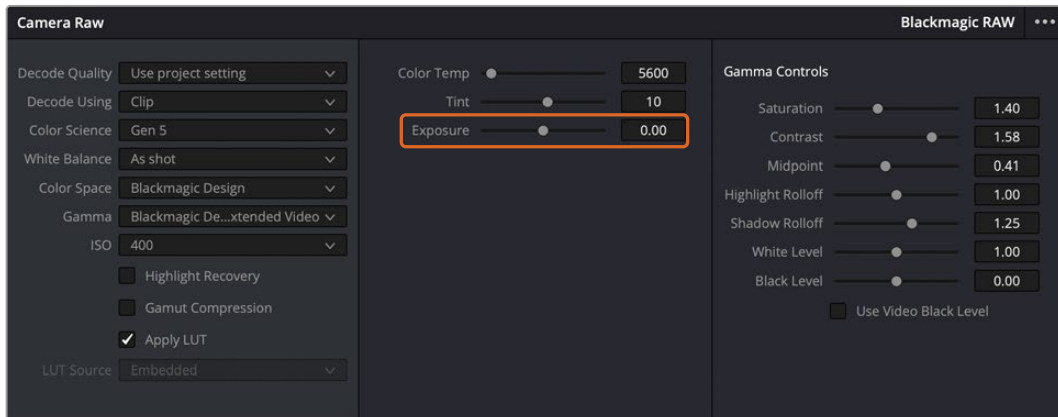 Camera Raw
Blackmagic RAW
Decode Quality Use project setting
Decode Using Clip
Color Science Gen 5
White Balance As shot
Color Space Blackmagic Design
Gamma Blackmagic De...xtended Video
ISO 400
Highlight Recovery
Gamut Compression
Apply LUT
LUT Source Embedded
Color Temp 5600
Tint 10
Exposure 0.00
Gamma Controls
Saturation 1.40
Contrast 1.58
Midpoint 0.41
Highlight Rolloff 1.00
Shadow Rolloff 1.25
White Level 1.00
Black Level 0.00
Use Video Black Level